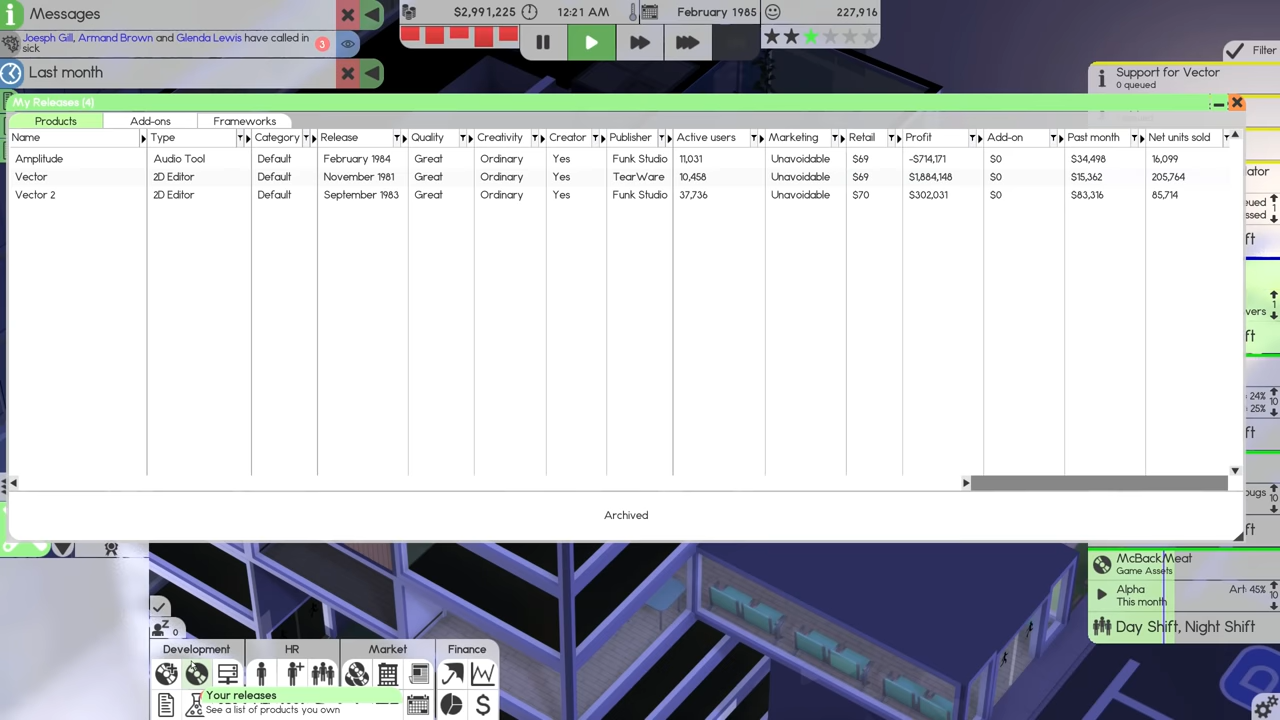 Messages
$2,991,225 12:21 AM February 1985 227,916
Joesph Gill, Armand Brown and Glenda Lewis have called in
sick
3
Filter
Last month
Support for Vector
0 queued
My Releases (4)
Products Add-ons Frameworks
Name Type Category Release Quality Creativity Creator Publisher Active users Marketing Retail Profit Add-on Past month Net units sold
Amplitude Audio Tool Default February 1984 Great Ordinary Yes Funk Studio 11,031 Unavoidable $69 -$714,171 $0 $34,498 16,099
Vector 2D Editor Default November 1981 Great Ordinary Yes TearWare 10,458 Unavoidable $69 $1,884,148 $0 $15,362 205,764
Vector 2 2D Editor Default September 1983 Great Ordinary Yes Funk Studio 37,736 Unavoidable $70 $302,031 $0 $83,316 85,714
24%
25%
10
10
Archived
McBackMeat
Game Assets
Alpha Art 45%
This month
10
Day Shift, Night Shift
Z 0
Development HR Market Finance
Your releases
See a list of products you own